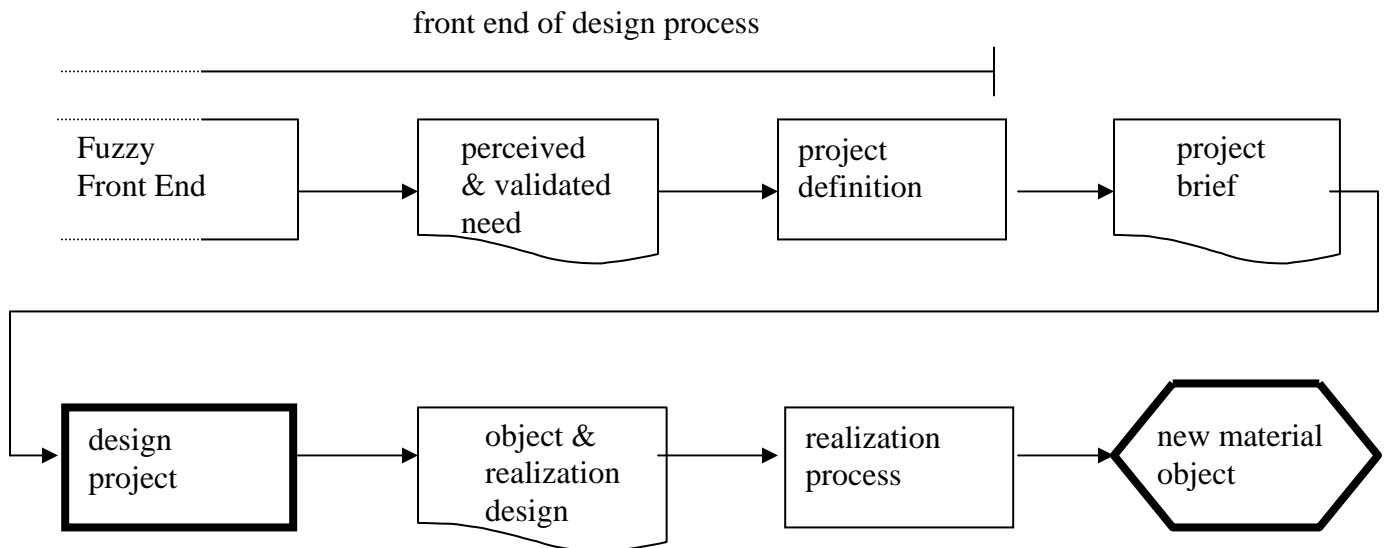 front end of design process
Fuzzy
Front End
perceived
& validated
need
project
definition
project
brief
design
project
object &
realization
design
realization
process
new material
object